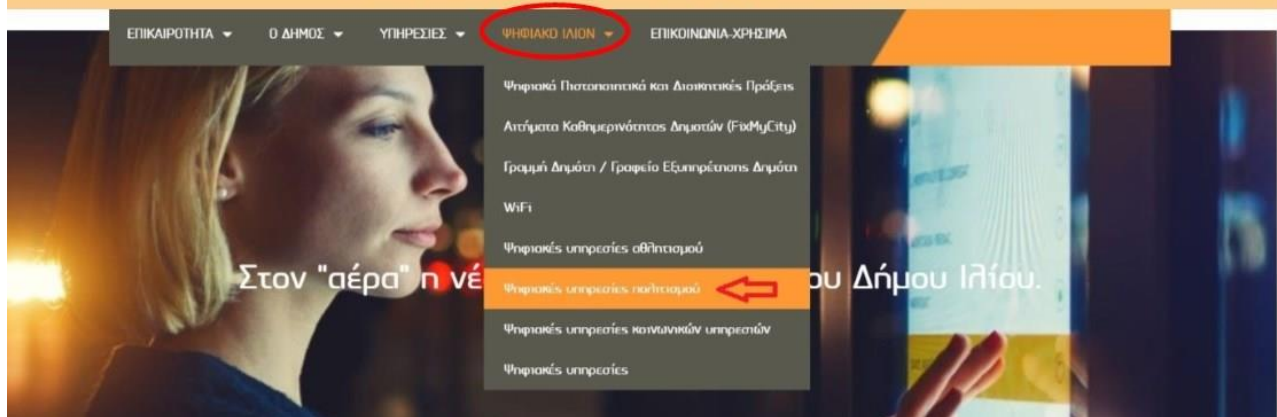 ΕΠΙΚΑΙΡΟΤΗΤΑ Ο ΔΗΜΟΣ ΥΠΗΡΕΣΙΕΣ ΨΗΦΙΑΚΟ ΙΛΙΟΝ ΕΠΙΚΟΙΝΩΝΙΑ-ΧΡΗΣΙΜΑ
Ψηφιακά Πιστοποιητικά και Διοικητικές Πράξεις
Αιτήματα Καθημερινότητας Δημοτών (FixMyCity)
Γραμμή Δημότη / Γραφείο Εξυπηρέτησης Δημότη
WiFi
Ψηφιακές υπηρεσίες αθλητισμού
Στον "αέρα" η νέ ου Δήμου Ιλίου.
Ψηφιακές υπηρεσίες πολιτισμού
Ψηφιακές υπηρεσίες κοινωνικών υπηρεσιών
Ψηφιακές υπηρεσίες